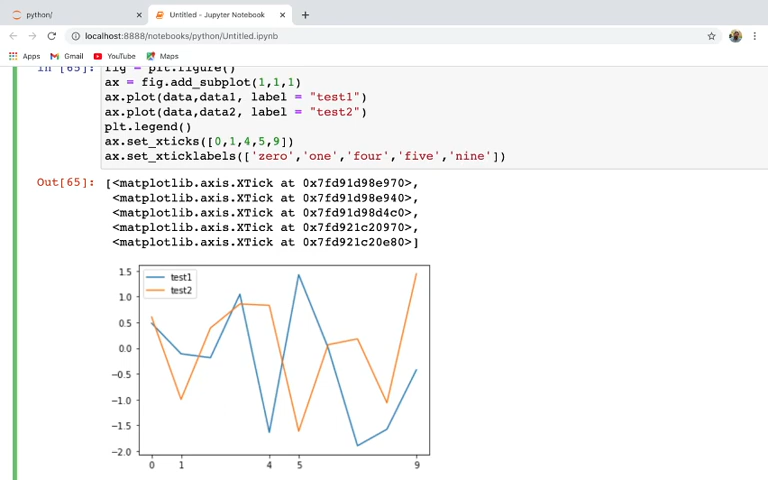 python/
Untitled - Jupyter Notebook
localhost:8888/notebooks/python/Untitled.ipynb
Apps Gmail YouTube Maps
In [65]: fig = plt.figure()
ax = fig.add_subplot(1,1,1)
ax.plot(data,data1, label = "test1")
ax.plot(data,data2, label = "test2")
plt.legend()
ax.set_xticks([0,1,4,5,9])
ax.set_xticklabels(['zero','one','four','five','nine'])
Out[65]: [<matplotlib.axis.XTick at 0x7fd91d98e970>,
<matplotlib.axis.XTick at 0x7fd91d98e940>,
<matplotlib.axis.XTick at 0x7fd91d98d4c0>,
<matplotlib.axis.XTick at 0x7fd921c20970>,
<matplotlib.axis.XTick at 0x7fd921c20e80>]
test1
test2
1.5
1.0
0.5
0.0
−0.5
−1.0
−1.5
−2.0
0 1 4 5 9